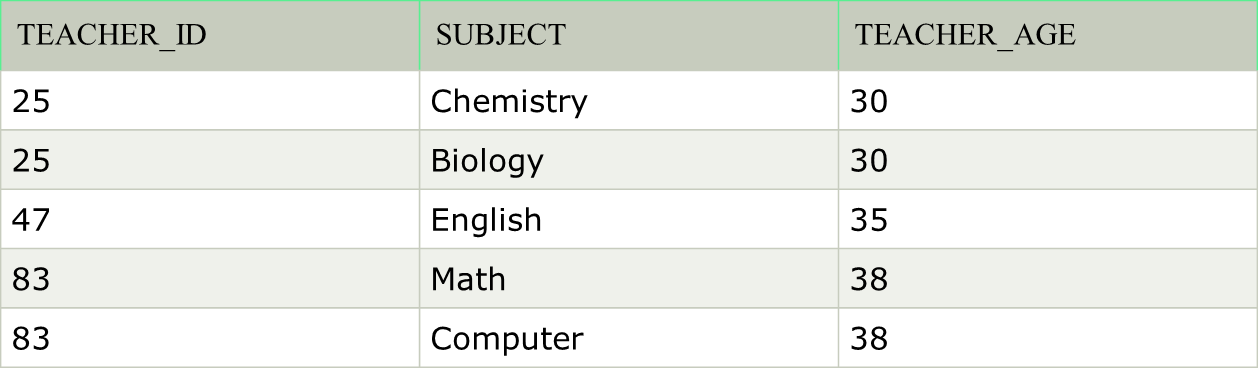 TEACHER_ID SUBJECT TEACHER_AGE
25 Chemistry 30
25 Biology 30
47 English 35
83 Math 38
83 Computer 38